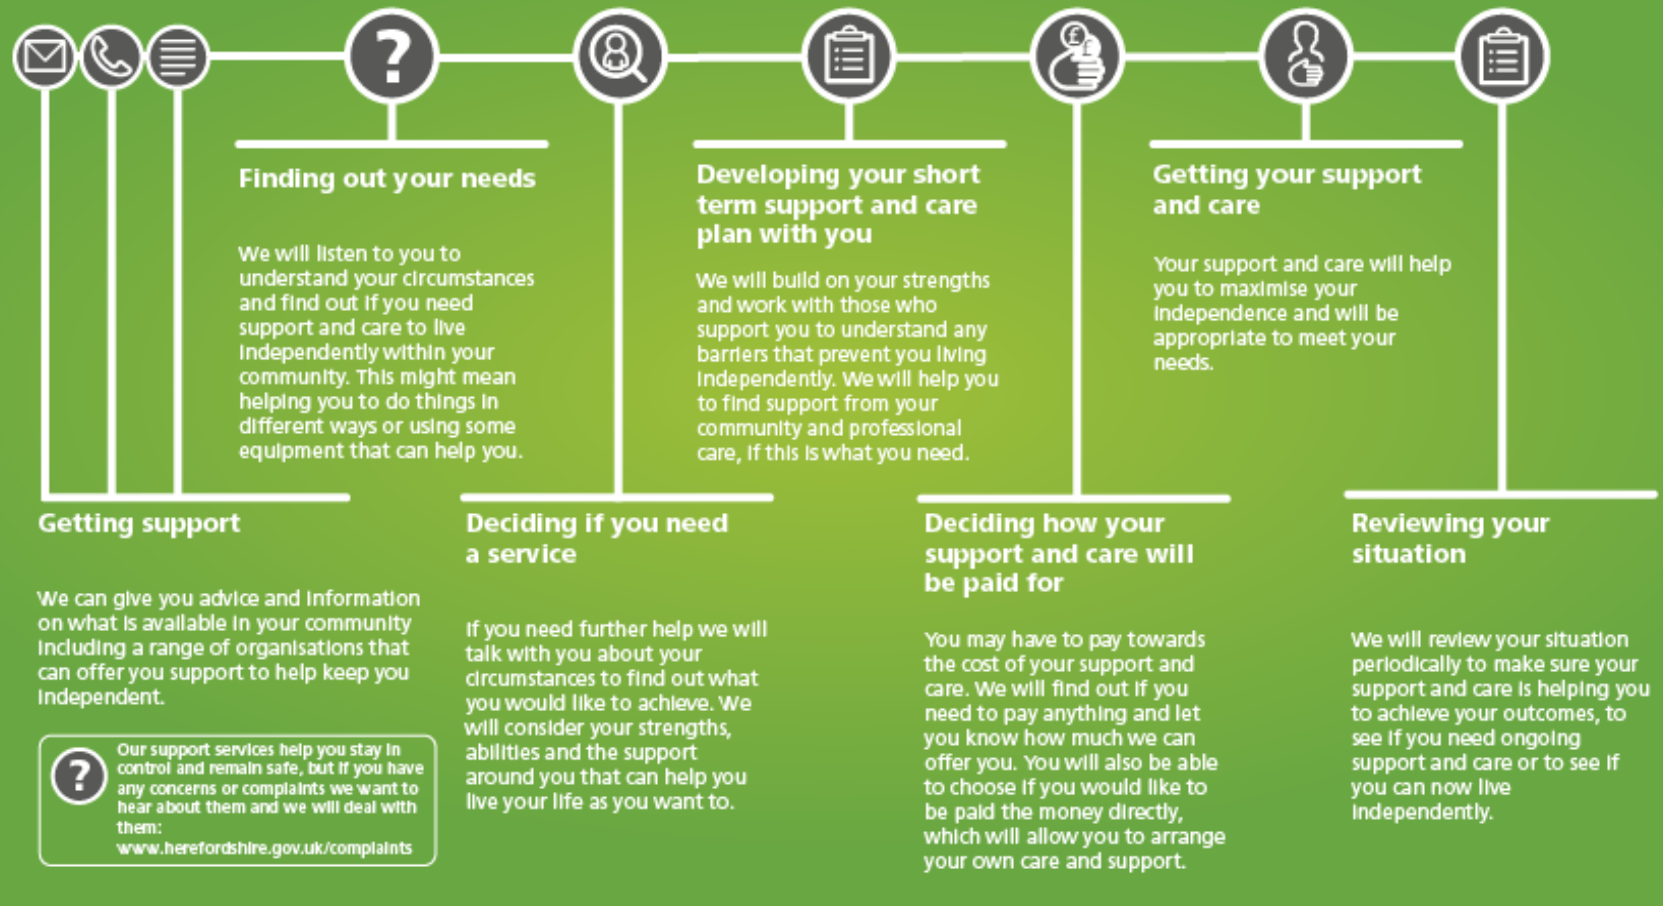 ?
£
£
Getting support
We can give you advice and information
on what is available in your community
including a range of organisations that
can offer you support to help keep you
independent.
?
Our support services help you stay in
control and remain safe, but if you have
any concerns or complaints we want to
hear about them and we will deal with
them:
www.herefordshire.gov.uk/complaints
Finding out your needs
We will listen to you to
understand your circumstances
and find out if you need
support and care to live
independently within your
community. This might mean
helping you to do things in
different ways or using some
equipment that can help you.
Deciding if you need
a service
If you need further help we will
talk with you about your
circumstances to find out what
you would like to achieve. We
will consider your strengths,
abilities and the support
around you that can help you
live your life as you want to.
Developing your short
term support and care
plan with you
We will build on your strengths
and work with those who
support you to understand any
barriers that prevent you living
independently. We will help you
to find support from your
community and professional
care, if this is what you need.
Deciding how your
support and care will
be paid for
You may have to pay towards
the cost of your support and
care. We will find out if you
need to pay anything and let
you know how much we can
offer you. You will also be able
to choose if you would like to
be paid the money directly,
which will allow you to arrange
your own care and support.
Getting your support
and care
Your support and care will help
you to maximise your
independence and will be
appropriate to meet your
needs.
Reviewing your
situation
We will review your situation
periodically to make sure your
support and care is helping you
to achieve your outcomes, to
see if you need ongoing
support and care or to see if
you can now live
independently.